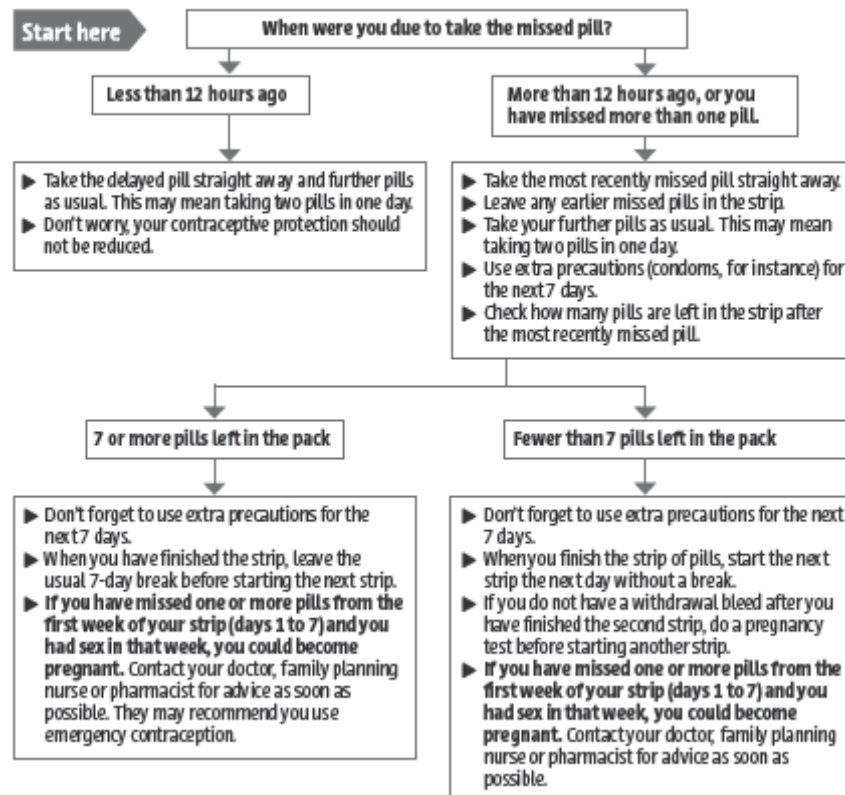 Start here
When were you due to take the missed pill?
Less than 12 hours ago
More than 12 hours ago, or you
have missed more than one pill.
▶ Take the delayed pill straight away and further pills
as usual. This may mean taking two pills in one day.
▶ Don't worry, your contraceptive protection should
not be reduced.
▶ Take the most recently missed pill straight away.
▶ Leave any earlier missed pills in the strip.
▶ Take your further pills as usual. This may mean
taking two pills in one day.
▶ Use extra precautions (condoms, for instance) for
the next 7 days.
▶ Check how many pills are left in the strip after
the most recently missed pill.
7 or more pills left in the pack
Fewer than 7 pills left in the pack
▶ Don't forget to use extra precautions for the
next 7 days.
▶ When you have finished the strip, leave the
usual 7-day break before starting the next strip.
▶ If you have missed one or more pills from the
first week of your strip (days 1 to 7) and you
had sex in that week, you could become
pregnant. Contact your doctor, family planning
nurse or pharmacist for advice as soon as
possible. They may recommend you use
emergency contraception.
▶ Don't forget to use extra precautions for the next
7 days.
▶ When you finish the strip of pills, start the next
strip the next day without a break.
▶ If you do not have a withdrawal bleed after you
have finished the second strip, do a pregnancy
test before starting another strip.
▶ If you have missed one or more pills from the
first week of your strip (days 1 to 7) and you
had sex in that week, you could become
pregnant. Contact your doctor, family planning
nurse or pharmacist for advice as soon as
possible.